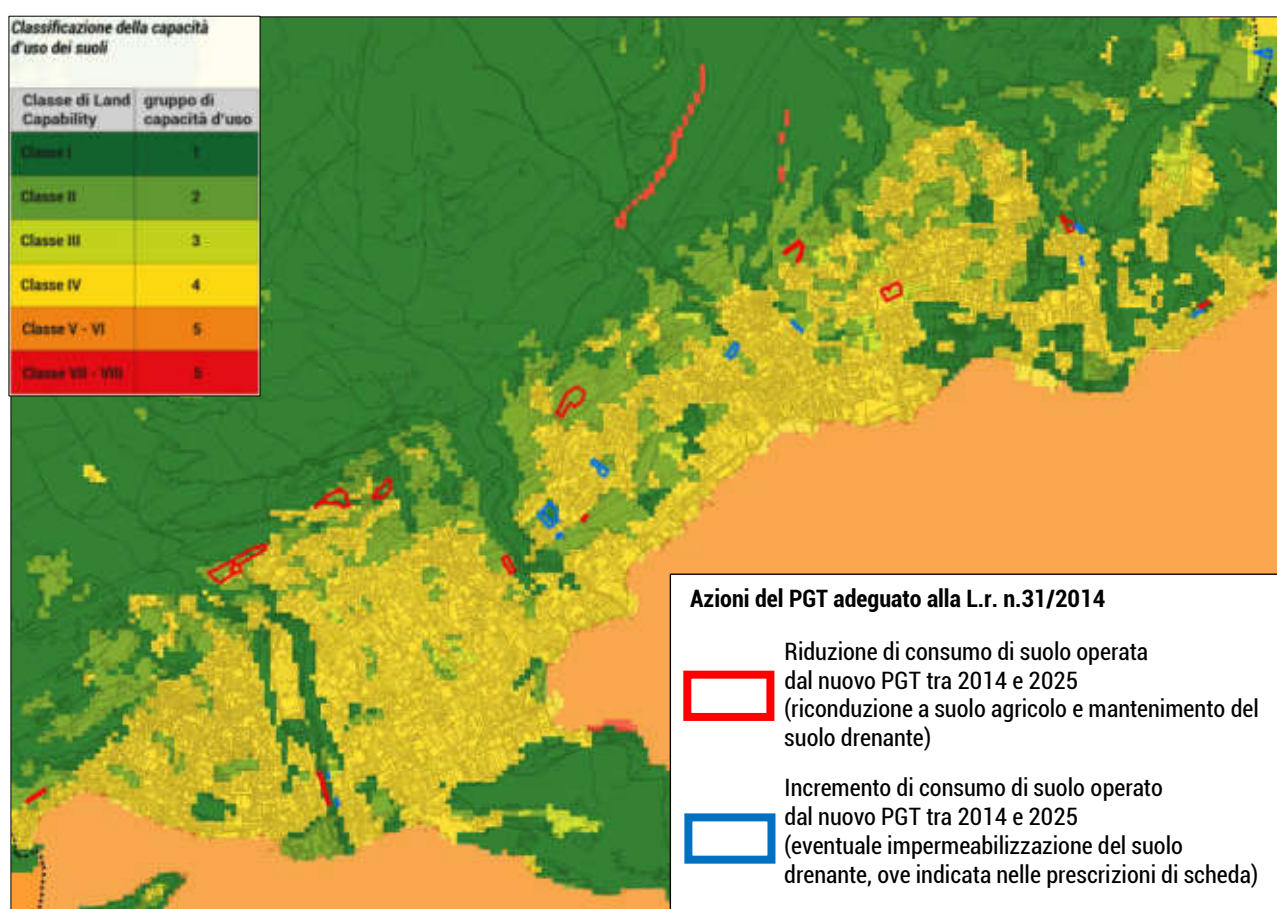 Classificazione della capacità
d'uso dei suoli
Classe di Land gruppo di
Capability capacità d'uso
Classe I 1
Classe II 2
Classe III 3
Classe IV 4
Classe V - VI 5
Classe VII - VIII 5
Azioni del PGT adeguato alla L.r. n.31/2014
Riduzione di consumo di suolo operata
dal nuovo PGT tra 2014 e 2025
(riconduzione a suolo agricolo e mantenimento del
suolo drenante)
Incremento di consumo di suolo operato
dal nuovo PGT tra 2014 e 2025
(eventuale impermeabilizzazione del suolo
drenante, ove indicata nelle prescrizioni di scheda)